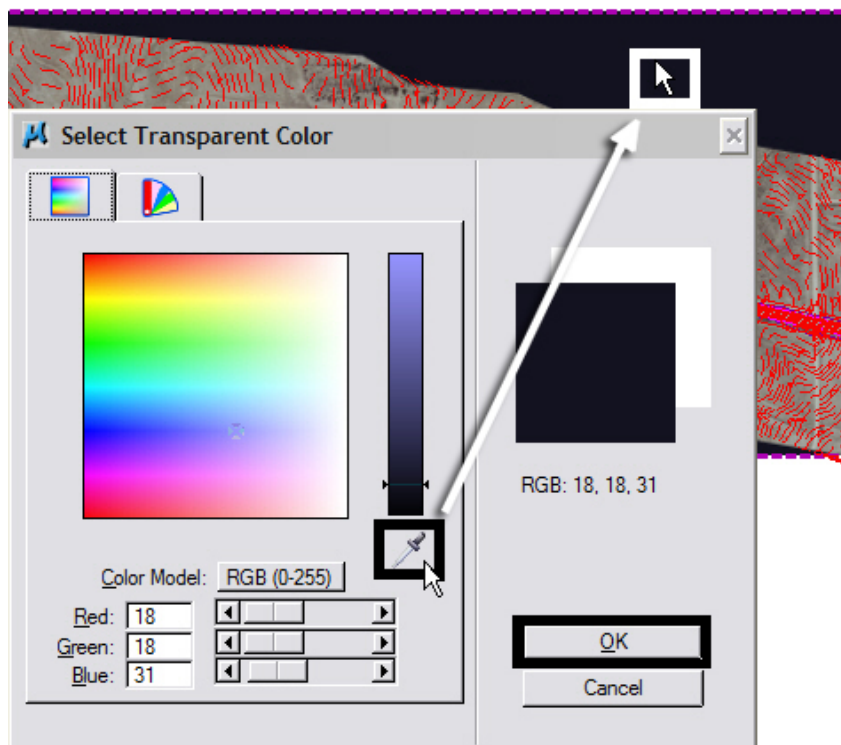 Select Transparent Color
RGB: 18, 18, 31
Color Model: RGB (0-255)
Red: 18
Green: 18
Blue: 31
OK
Cancel